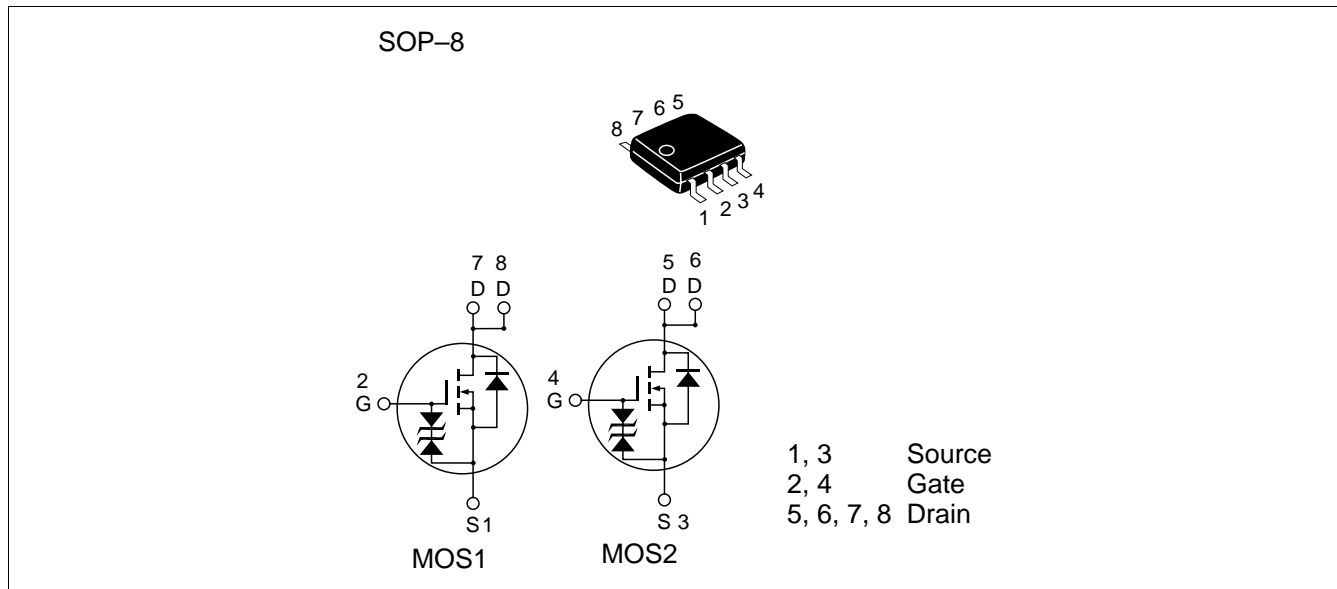 SOP–8
5
6
7
8
4
3
2
1
7 8
D D
5 6
D D
2
G
4
G
S1
S 3
MOS1
MOS2
1, 3 Source
2, 4 Gate
5, 6, 7, 8 Drain